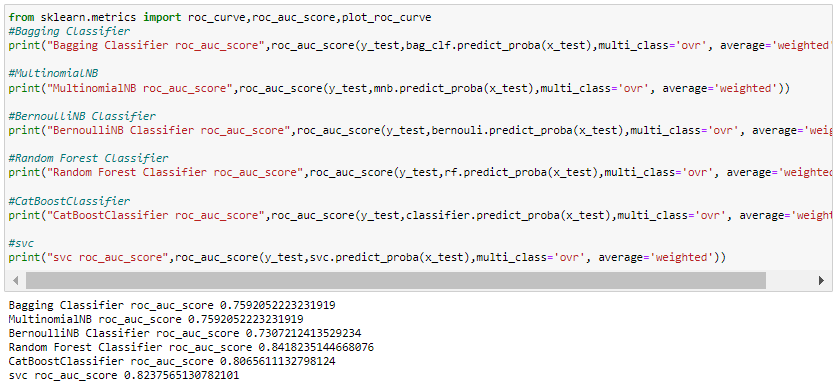 from sklearn.metrics import roc_curve,roc_auc_score,plot_roc_curve
#Bagging Classifier
print("Bagging Classifier roc_auc_score",roc_auc_score(y_test,bag_clf.predict_proba(x_test),multi_class='ovr', average='weighted'
#MultinomialNB
print("MultinomialNB roc_auc_score",roc_auc_score(y_test,mnb.predict_proba(x_test),multi_class='ovr', average='weighted'))
#BernoulliNB Classifier
print("BernoulliNB Classifier roc_auc_score",roc_auc_score(y_test,bernouli.predict_proba(x_test),multi_class='ovr', average='weig
#Random Forest Classifier
print("Random Forest Classifier roc_auc_score",roc_auc_score(y_test,rf.predict_proba(x_test),multi_class='ovr', average='weighted
#CatBoostClassifier
print("CatBoostClassifier roc_auc_score",roc_auc_score(y_test,classifier.predict_proba(x_test),multi_class='ovr', average='weight
#svc
print("svc roc_auc_score",roc_auc_score(y_test,svc.predict_proba(x_test),multi_class='ovr', average='weighted'))
Bagging Classifier roc_auc_score 0.7592052223231919
MultinomialNB roc_auc_score 0.7592052223231919
BernoulliNB Classifier roc_auc_score 0.7307212413529234
Random Forest Classifier roc_auc_score 0.8418235144668076
CatBoostClassifier roc_auc_score 0.8065611132798124
svc roc_auc_score 0.8237565130782101